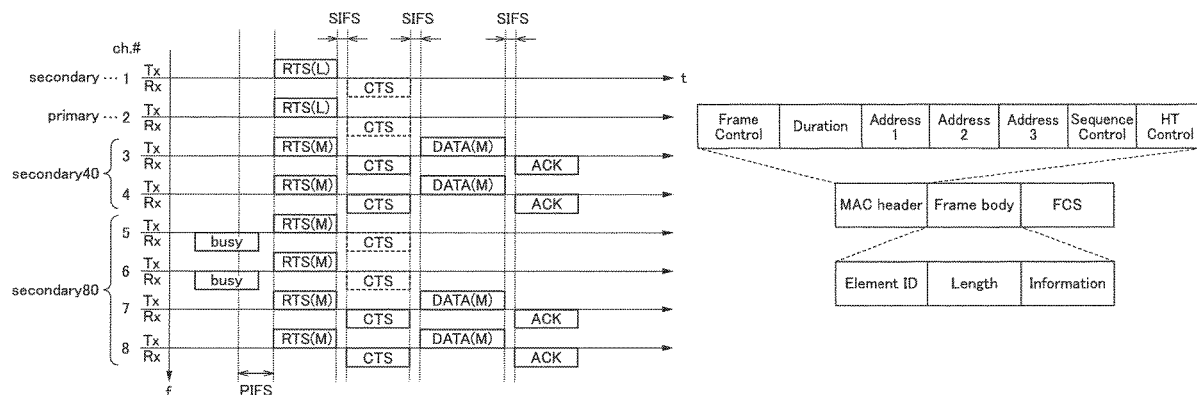 SIFS SIFS SIFS
ch.#
secondary ··· 1 Tx Rx RTS(L) CTS t
primary ··· 2 Tx Rx RTS(L) CTS
secondary40
3 Tx Rx RTS(M) CTS DATA(M) ACK
4 Tx Rx RTS(M) CTS DATA(M) ACK
secondary80
5 Tx Rx busy RTS(M) CTS
6 Tx Rx busy RTS(M) CTS
7 Tx Rx RTS(M) CTS DATA(M) ACK
8 Tx Rx RTS(M) CTS DATA(M) ACK
f PIFS
Frame Control Duration Address 1 Address 2 Address 3 Sequence Control HT Control
MAC header Frame body FCS
Element ID Length Information